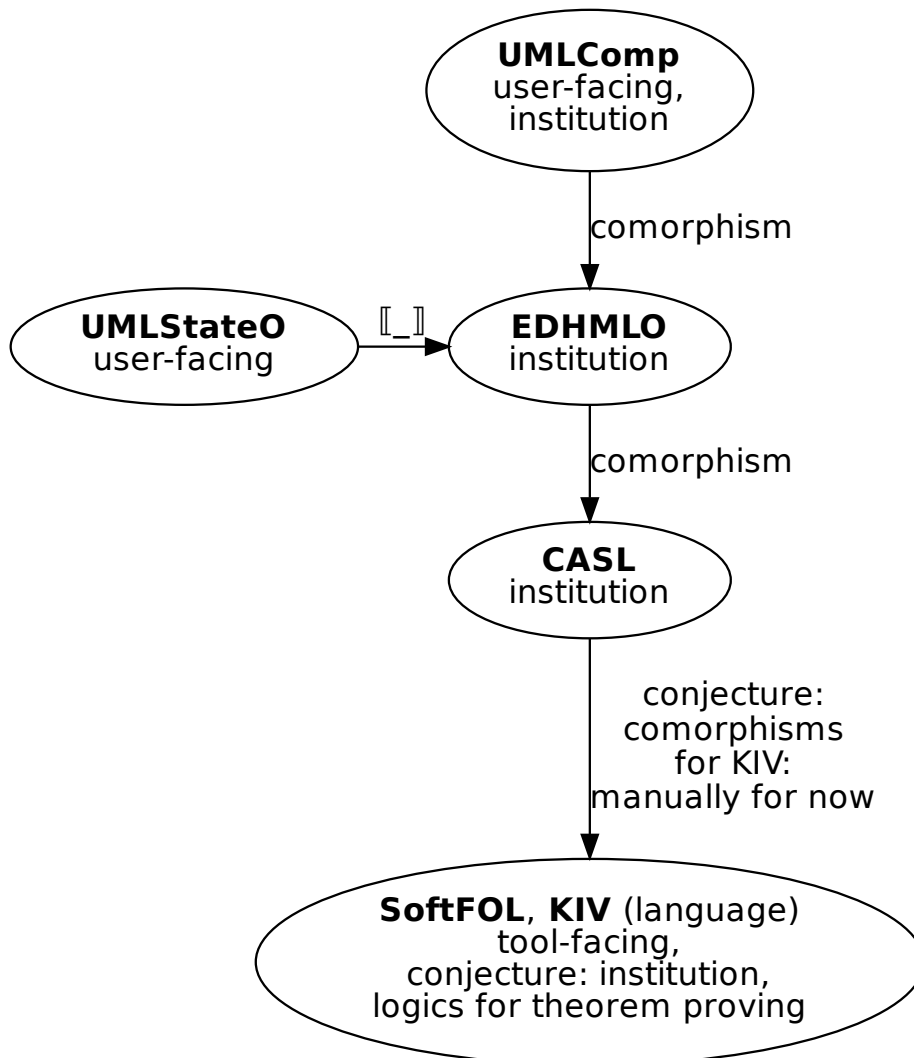 UMLComp
user-facing,
institution
comorphism
UMLStateO
user-facing
⟦_⟧
EDHMLO
institution
comorphism
CASL
institution
conjecture:
comorphisms
for KIV:
manually for now
SoftFOL, KIV (language)
tool-facing,
conjecture: institution,
logics for theorem proving